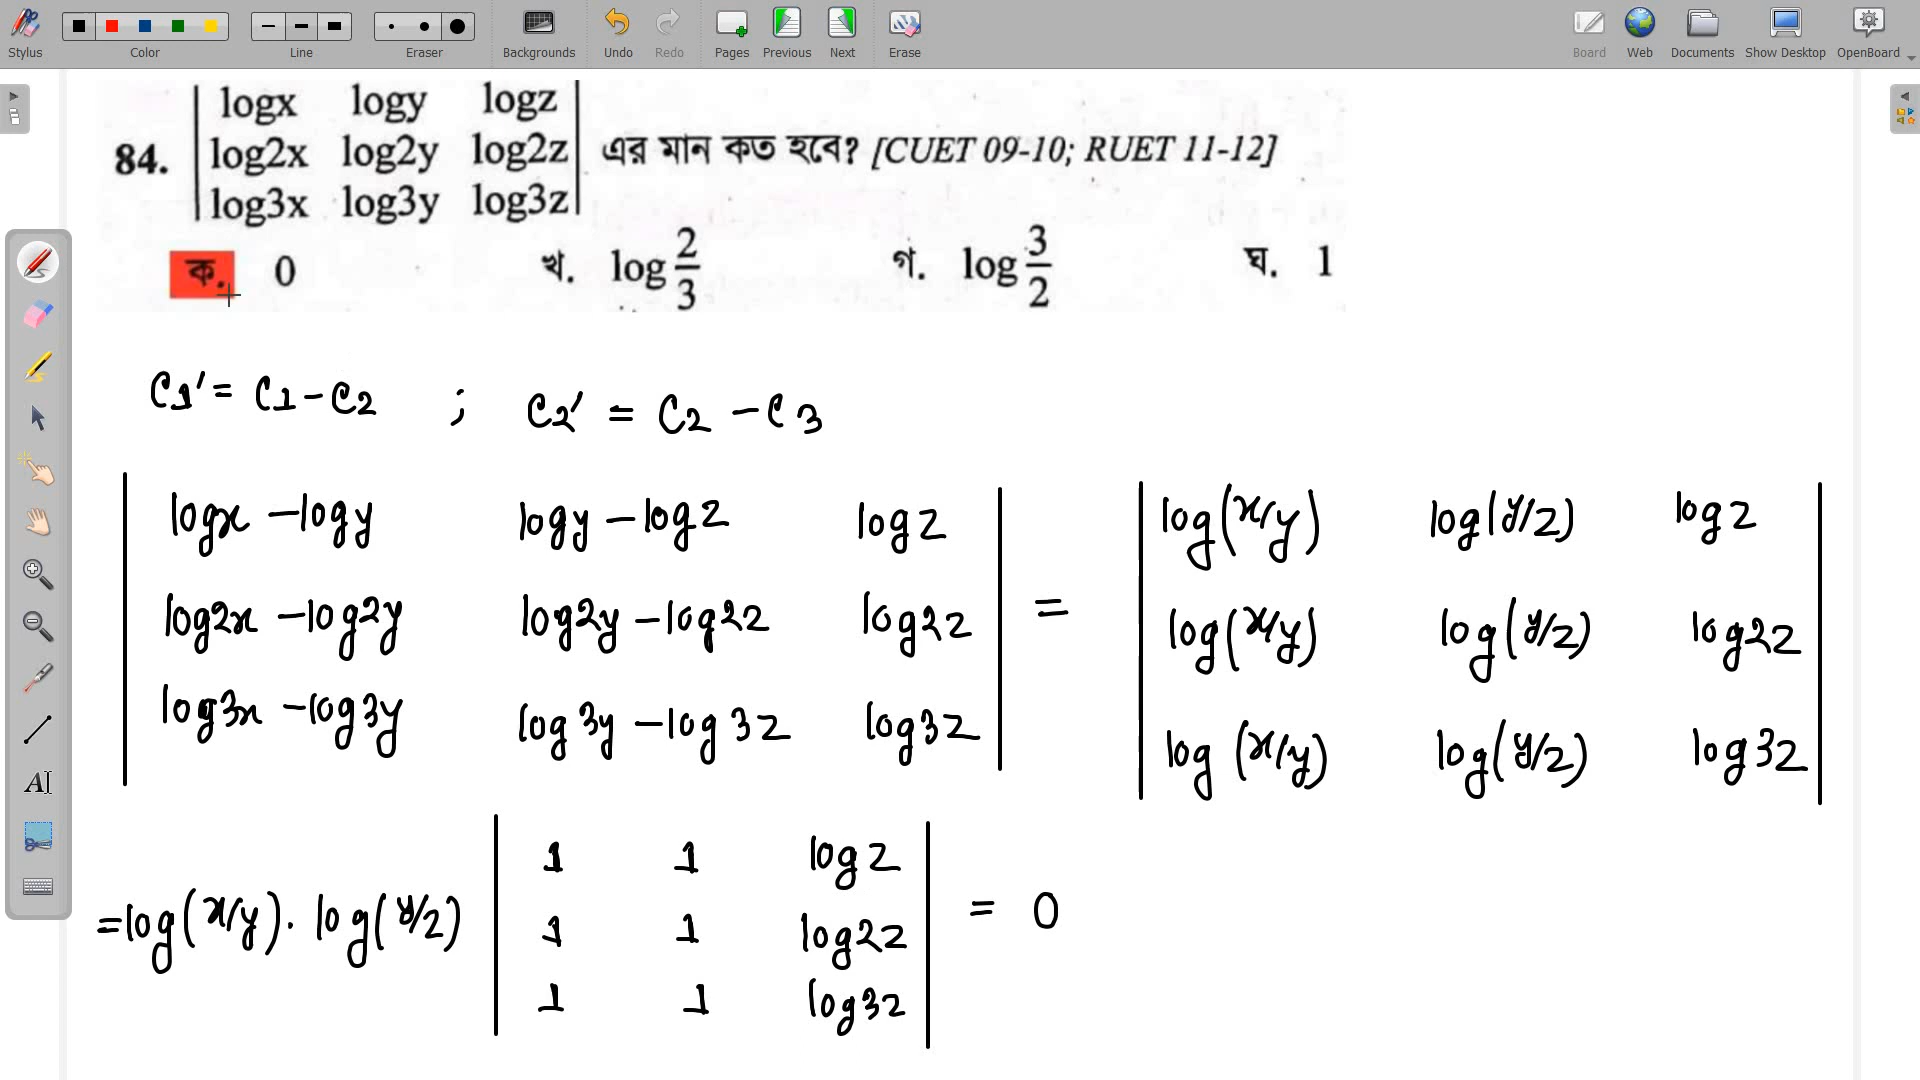 Stylus Color Line Eraser Backgrounds Undo Redo Pages Previous Next Erase Board Web Documents Show Desktop OpenBoard
84. | logx logy logz |
| log2x log2y log2z | এর মান কত হবে? [CUET 09-10; RUET 11-12]
| log3x log3y log3z |
ক. 0 খ. log 2/3 গ. log 3/2 ঘ. 1
C1' = C1 - C2 ; C2' = C2 - C3
| logx - logy logy - logz logz | | log(x/y) log(y/z) logz |
| log2x - log2y log2y - log2z log2z | = | log(x/y) log(y/z) log2z |
| log3x - log3y log3y - log3z log3z | | log(x/y) log(y/z) log3z |
| 1 1 logz |
= log(x/y) . log(y/z) | 1 1 log2z | = 0
| 1 1 log3z |